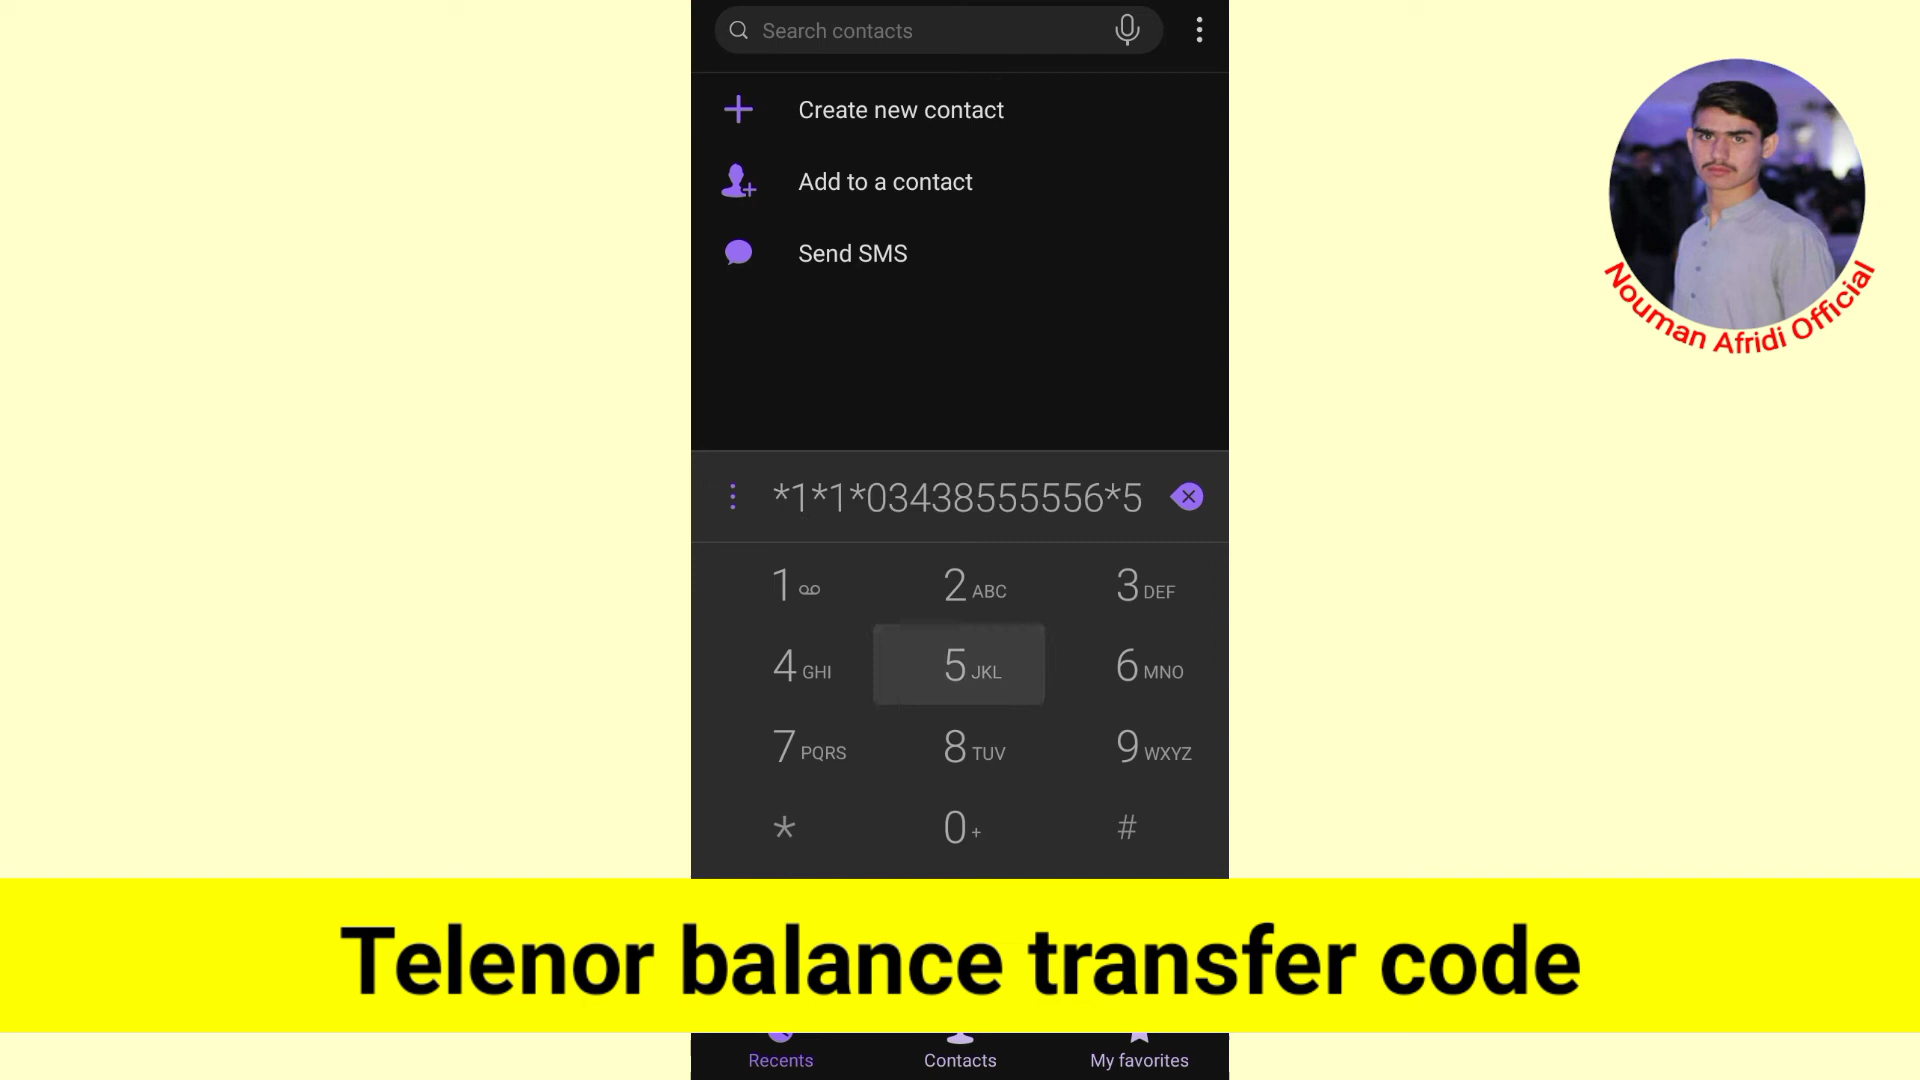 Search contacts
Create new contact
Add to a contact
Send SMS
Nouman Afridi Official
*1*1*03438555556*5
1
2 ABC
3 DEF
4 GHI
5 JKL
6 MNO
7 PQRS
8 TUV
9 WXYZ
*
0 +
#
Telenor balance transfer code
Recents
Contacts
My favorites